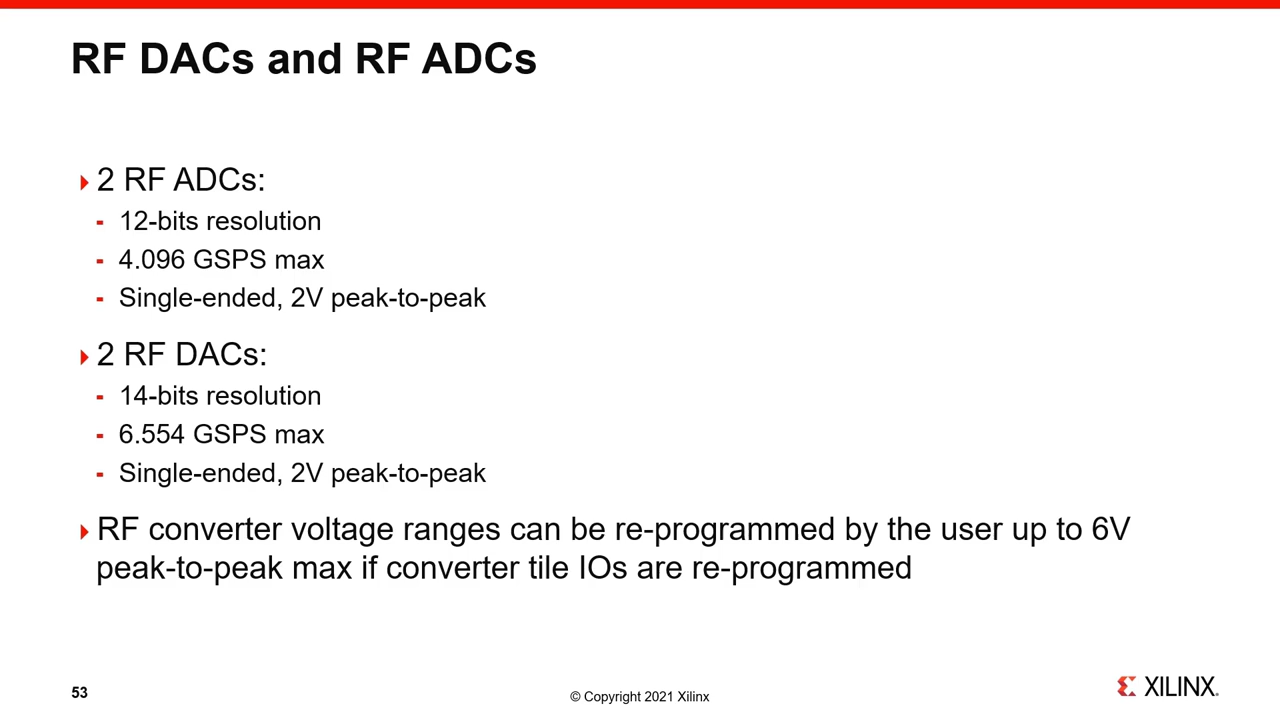 RF DACs and RF ADCs
2 RF ADCs:
- 12-bits resolution
- 4.096 GSPS max
- Single-ended, 2V peak-to-peak
2 RF DACs:
- 14-bits resolution
- 6.554 GSPS max
- Single-ended, 2V peak-to-peak
RF converter voltage ranges can be re-programmed by the user up to 6V
peak-to-peak max if converter tile IOs are re-programmed
53
© Copyright 2021 Xilinx
XILINX.